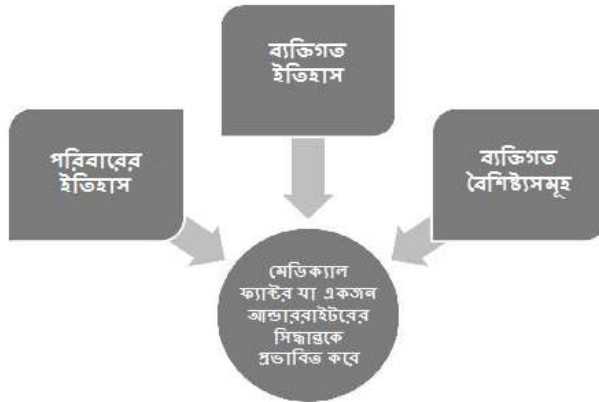 ব্যক্তিগত
ইতিহাস
পরিবারের
ইতিহাস
ব্যক্তিগত
বৈশিষ্ট্যসমূহ
মেডিক্যাল
ফ্যাক্টর যা একজন
আন্ডাররাইটরের
সিদ্ধান্তকে
প্রভাবিত করে